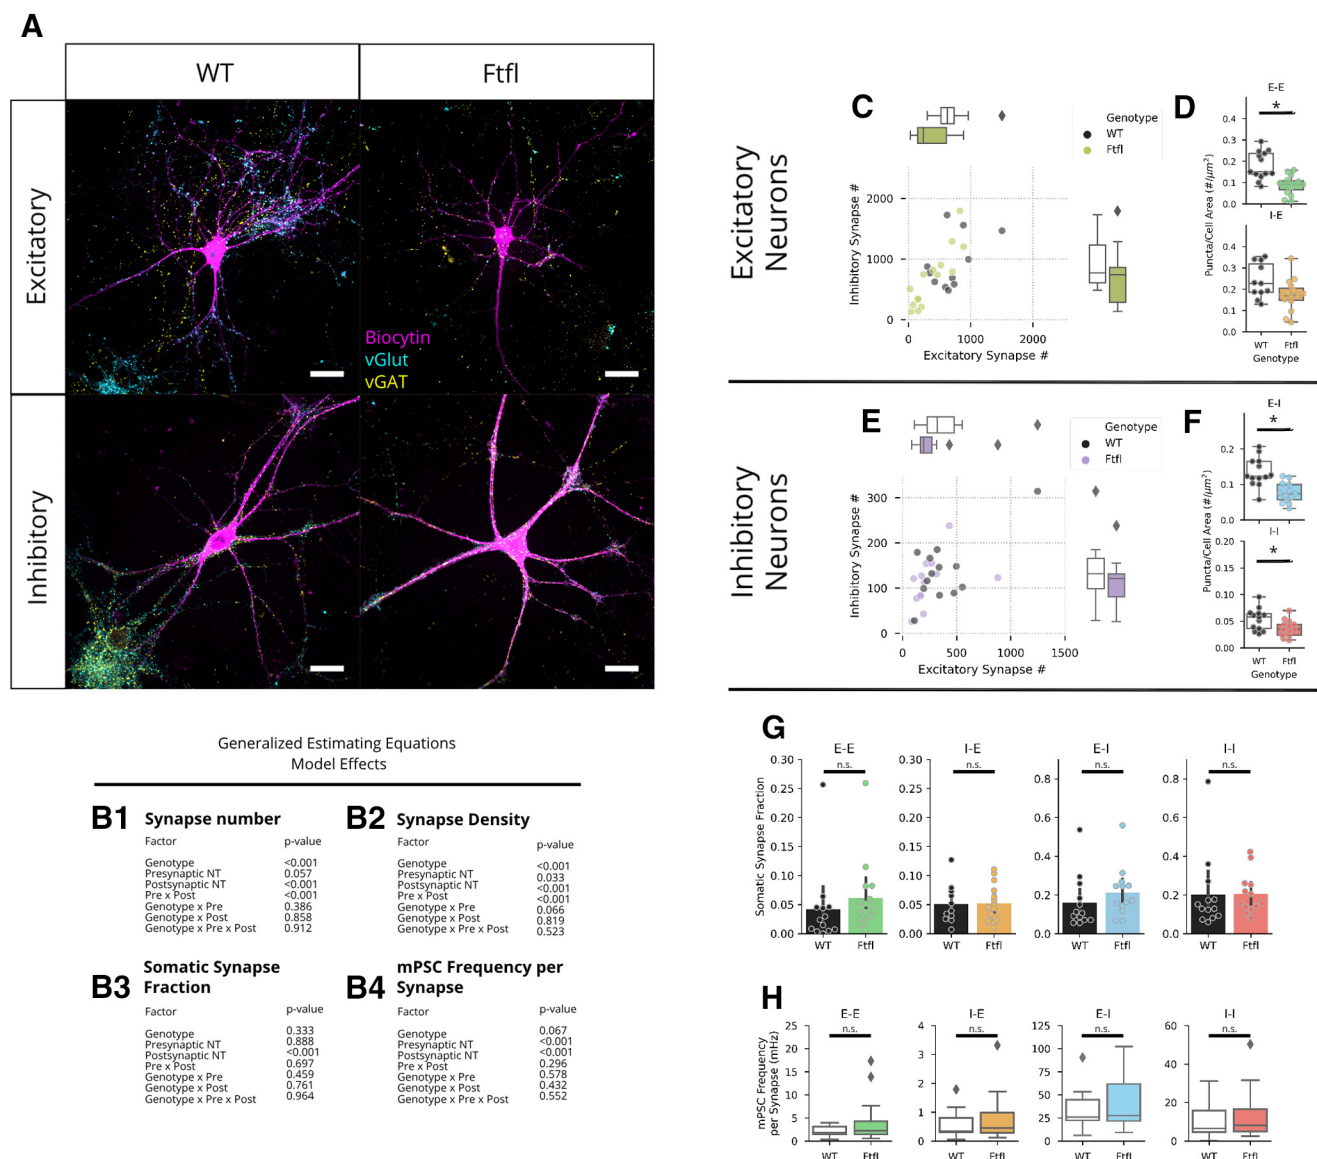 A
WT
Ftfl
Excitatory
Inhibitory
Biocytin
vGlut
vGAT
Generalized Estimating Equations
Model Effects
B1 Synapse number
Factor p-value
Genotype <0.001
Presynaptic NT 0.057
Postsynaptic NT <0.001
Pre x Post <0.001
Genotype x Pre 0.386
Genotype x Post 0.858
Genotype x Pre x Post 0.912
B2 Synapse Density
Factor p-value
Genotype <0.001
Presynaptic NT 0.033
Postsynaptic NT <0.001
Pre x Post <0.001
Genotype x Pre 0.066
Genotype x Post 0.819
Genotype x Pre x Post 0.523
B3 Somatic Synapse
Fraction
Factor p-value
Genotype 0.333
Presynaptic NT 0.888
Postsynaptic NT <0.001
Pre x Post 0.697
Genotype x Pre 0.459
Genotype x Post 0.761
Genotype x Pre x Post 0.964
B4 mPSC Frequency per
Synapse
Factor p-value
Genotype 0.067
Presynaptic NT <0.001
Postsynaptic NT <0.001
Pre x Post 0.296
Genotype x Pre 0.578
Genotype x Post 0.432
Genotype x Pre x Post 0.552
Excitatory
Neurons
C
Genotype
WT
Ftfl
Inhibitory Synapse #
2000
1000
0
0 1000 2000
Excitatory Synapse #
D
E-E
*
0.4
0.3
0.2
0.1
0.0
I-E
Puncta/Cell Area (#/μm²)
0.4
0.3
0.2
0.1
0.0
WT Ftfl
Genotype
Inhibitory
Neurons
E
Genotype
WT
Ftfl
Inhibitory Synapse #
300
200
100
0
0 500 1000 1500
Excitatory Synapse #
F
E-I
*
0.2
0.1
0.0
I-I
*
Puncta/Cell Area (#/μm²)
0.20
0.15
0.10
0.05
0.00
WT Ftfl
Genotype
G
Somatic Synapse Fraction
E-E
n.s.
0.30
0.25
0.20
0.15
0.10
0.05
0.00
WT Ftfl
I-E
n.s.
0.30
0.25
0.20
0.15
0.10
0.05
0.00
WT Ftfl
E-I
n.s.
0.8
0.6
0.4
0.2
0.0
WT Ftfl
I-I
n.s.
0.8
0.6
0.4
0.2
0.0
WT Ftfl
H
mPSC Frequency
per Synapse (mHz)
E-E
n.s.
25
20
15
10
5
0
WT Ftfl
I-E
n.s.
4
3
2
1
0
WT Ftfl
E-I
n.s.
125
100
75
50
25
0
WT Ftfl
I-I
n.s.
60
40
20
0
WT Ftfl